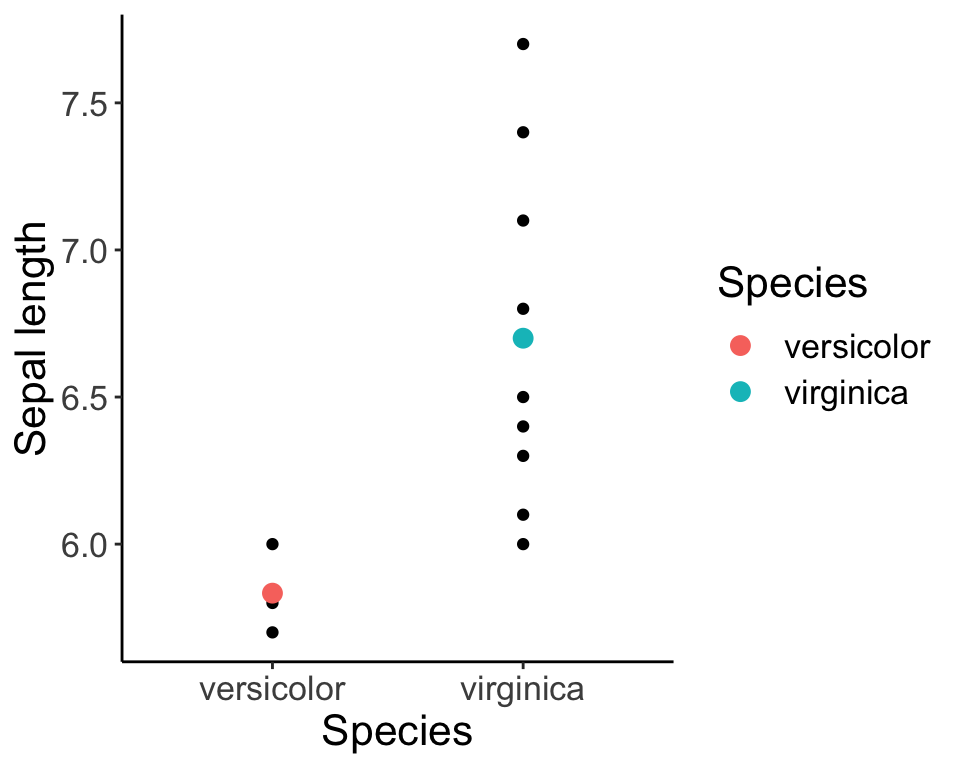 7.5
7.0
6.5
6.0
Sepal length
versicolor virginica
Species
Species
versicolor
virginica